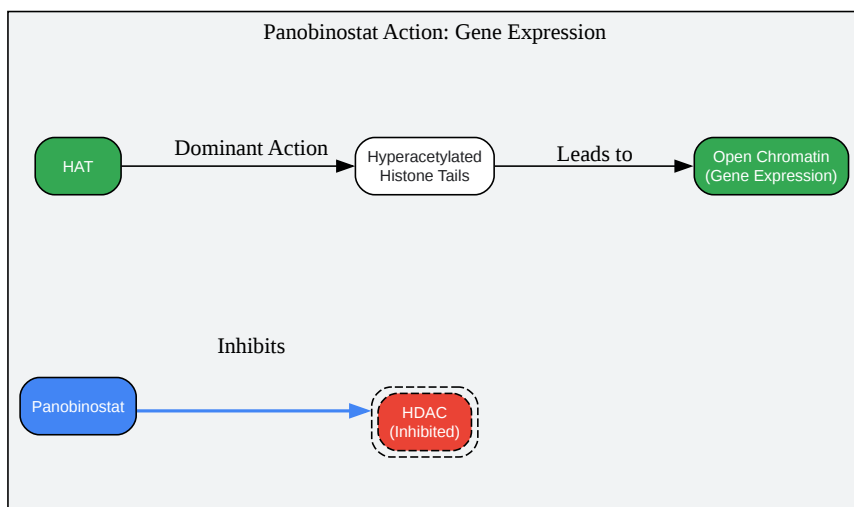 Panobinostat Action: Gene Expression
HAT
Dominant Action
Hyperacetylated
Histone Tails
Leads to
Open Chromatin
(Gene Expression)
Inhibits
Panobinostat
HDAC
(Inhibited)